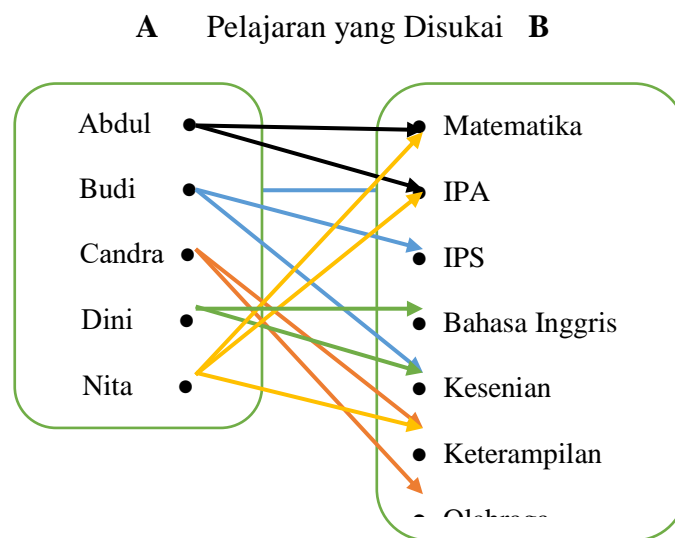 A Pelajaran yang Disukai B
Abdul
Budi
Candra
Dini
Nita
Matematika
IPA
IPS
Bahasa Inggris
Kesenian
Keterampilan